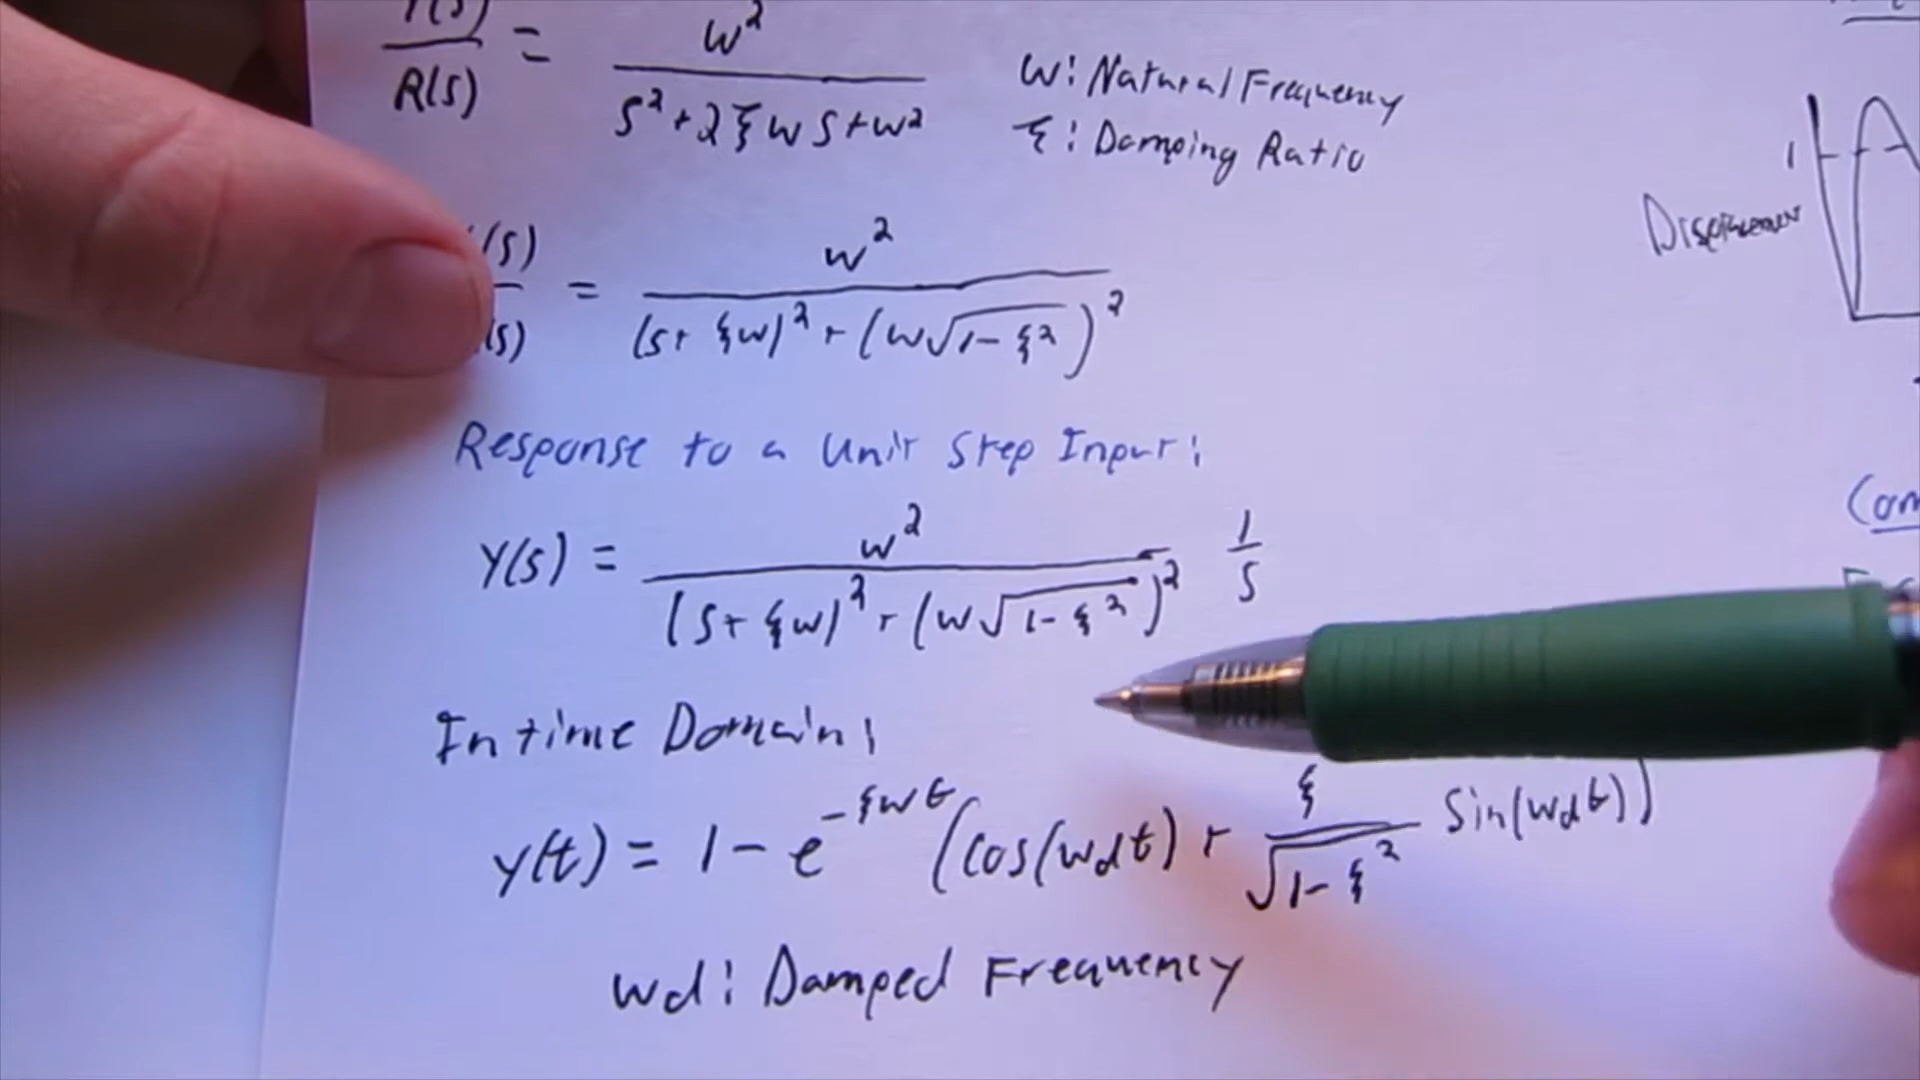 Y(s)/R(s) = w²/(s²+2ξws+w²)
w: Natural Frequency
ξ: Damping Ratio
(s)/(s) = w²/((s+ξw)²+(w√(1-ξ²))²)
Response to a Unit Step Input:
Y(s) = w²/((s+ξw)²+(w√(1-ξ²))²) 1/s
In time Domain:
y(t) = 1-e^(-ξwt) (cos(wdt) + ξ/√(1-ξ²) sin(wdt))
wd: Damped Frequency
1